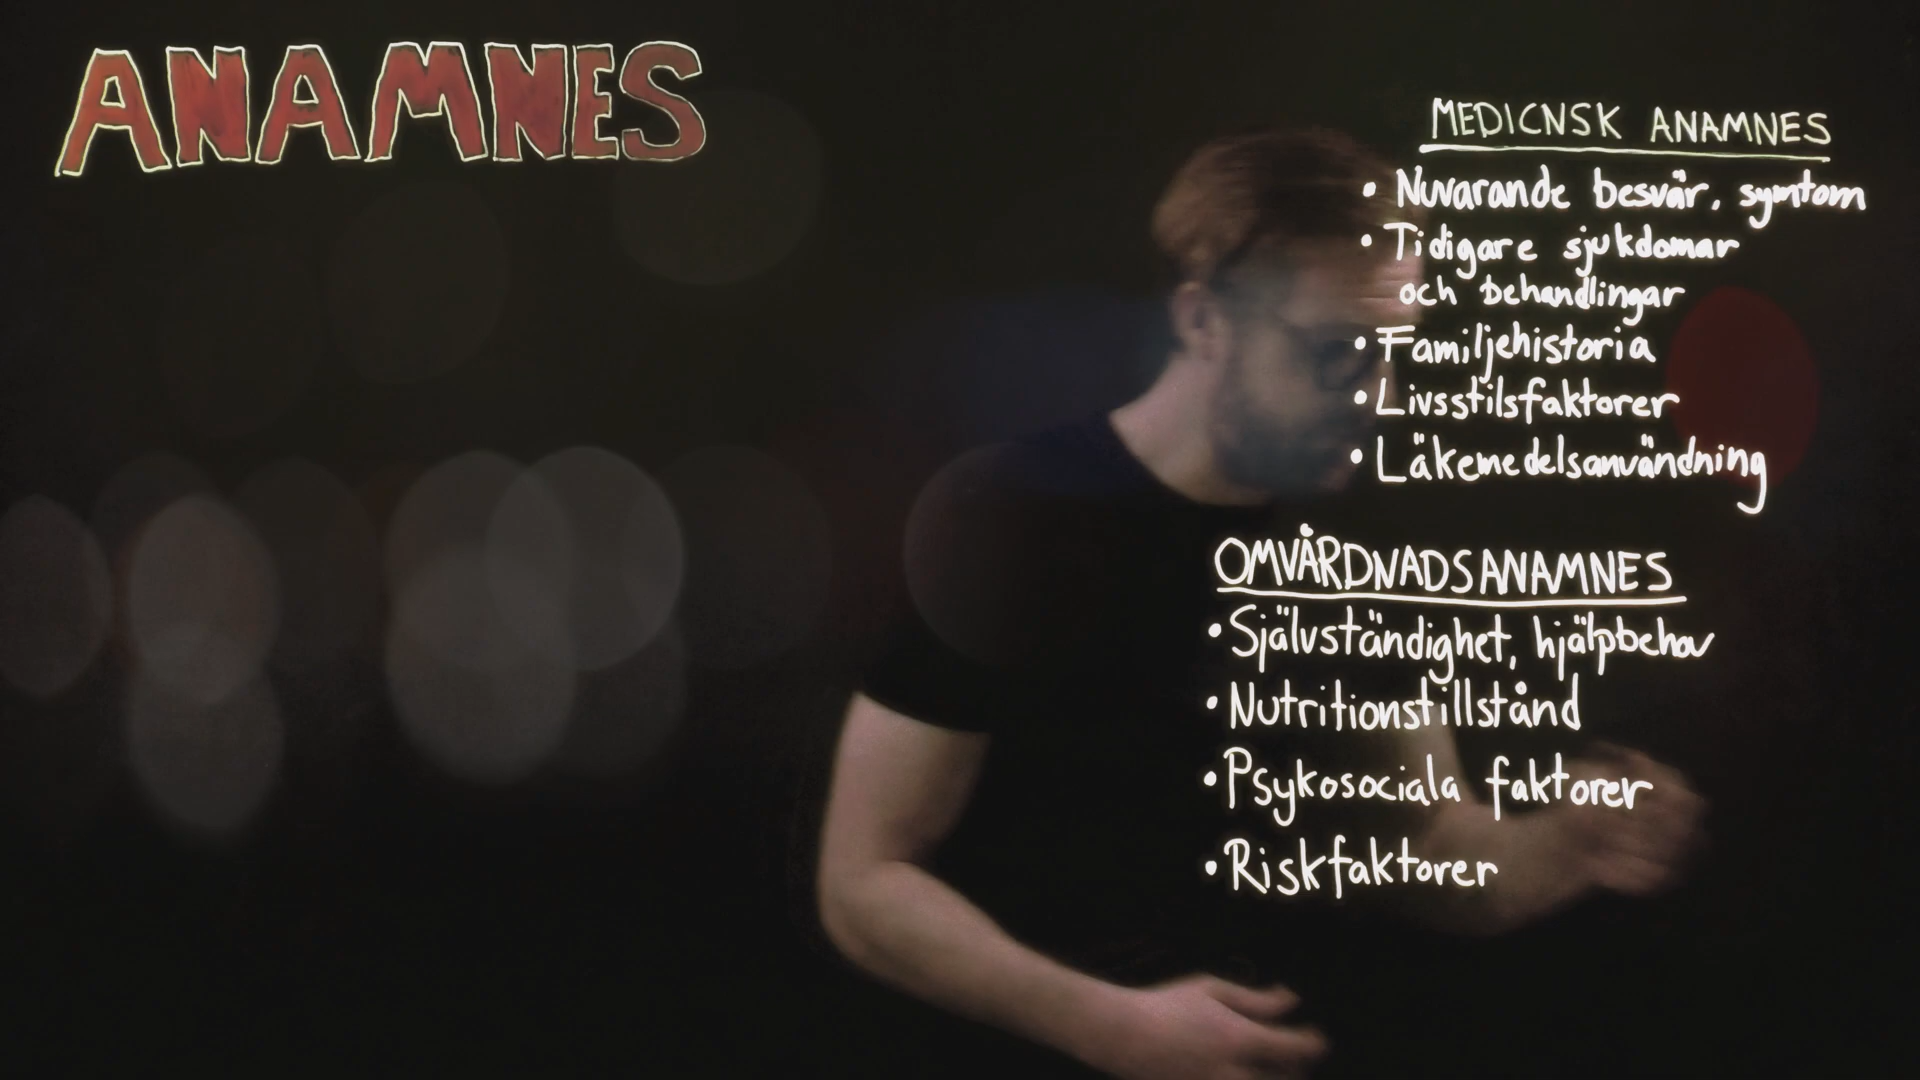 ANAMNES
MEDICNSK ANAMNES
• Nuvarande besvär, symtom
• Tidigare sjukdomar
och behandlingar
• Familjehistoria
• Livsstilsfaktorer
• Läkemedelsanvändning
OMVÅRDNADSANAMNES
• Självständighet, hjälpbehov
• Nutritionstillstånd
• Psykosociala faktorer
• Riskfaktorer